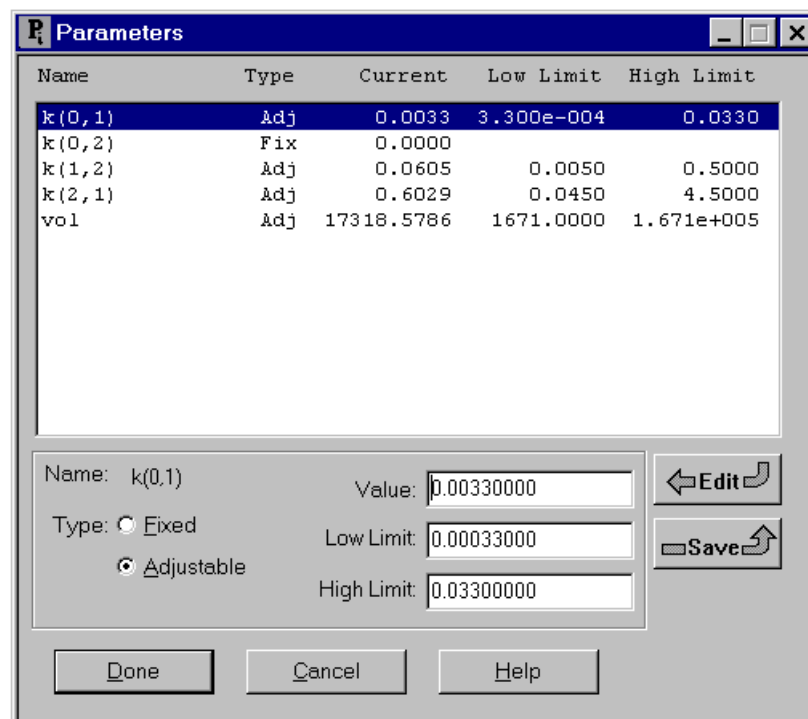 Parameters
Name Type Current Low Limit High Limit
k(0,1) Adj 0.0033 3.300e-004 0.0330
k(0,2) Fix 0.0000
k(1,2) Adj 0.0605 0.0050 0.5000
k(2,1) Adj 0.6029 0.0450 4.5000
vol Adj 17318.5786 1671.0000 1.671e+005
Name: k(0,1)
Value: 0.00330000
Edit
Type: Fixed
Low Limit: 0.00033000
Save
Adjustable
High Limit: 0.03300000
Done Cancel Help